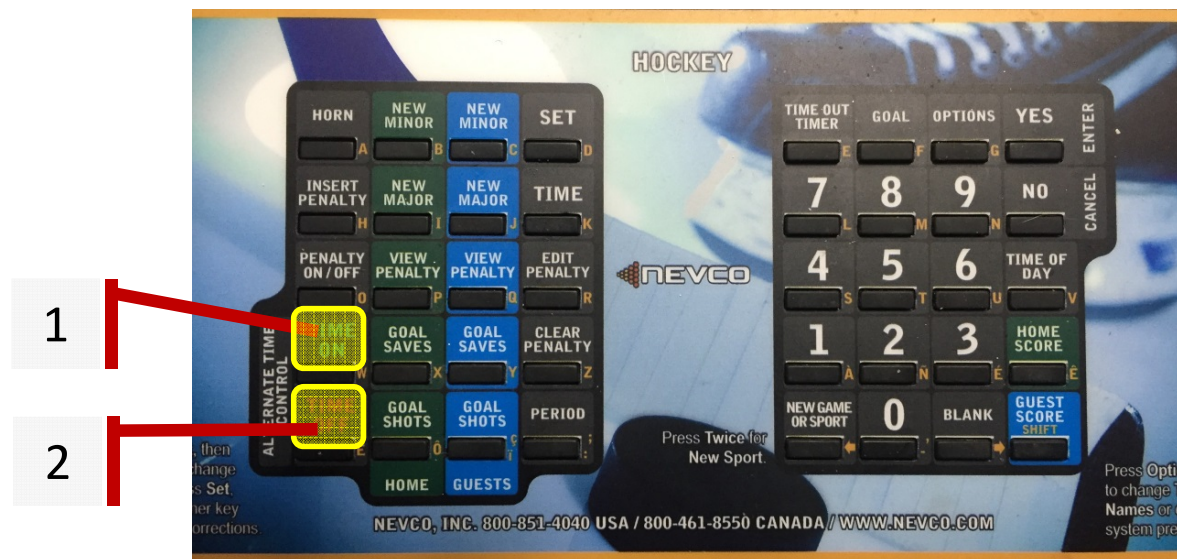 HOCKEY
HORN
NEW
MINOR
NEW
MINOR
SET
A
B
C
D
INSERT
PENALTY
NEW
MAJOR
NEW
MAJOR
TIME
H
I
J
K
PENALTY
ON / OFF
VIEW
PENALTY
VIEW
PENALTY
EDIT
PENALTY
O
P
Q
R
1
ALTERNATE TIME
CONTROL
TIME
ON
GOAL
SAVES
GOAL
SAVES
CLEAR
PENALTY
W
X
Y
Z
2
GOAL
SHOTS
GOAL
SHOTS
PERIOD
HOME
GUESTS
TIME OUT
TIMER
GOAL
OPTIONS
YES
ENTER
E
F
G
7
8
9
NO
CANCEL
L
M
N
NEVCO
4
5
6
TIME OF
DAY
S
T
U
V
1
2
3
HOME
SCORE
À
Ñ
É
Ê
NEW GAME
OR SPORT
0
BLANK
GUEST
SCORE
SHIFT
Press Twice for
New Sport.
, then
change
s Set.
her key
orrections.
Press Opti
to change
Names or
system pre
NEVCO, INC. 800-851-4040 USA / 800-461-8550 CANADA / WWW.NEVCO.COM